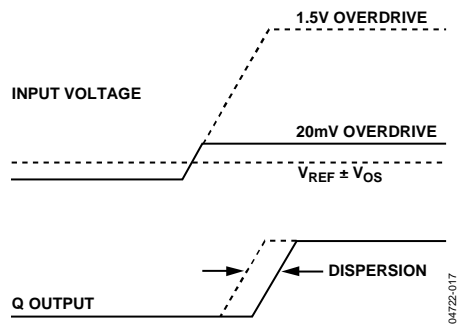 1.5V OVERDRIVE
INPUT VOLTAGE
20mV OVERDRIVE
VREF ± VOS
DISPERSION
Q OUTPUT
04722-017